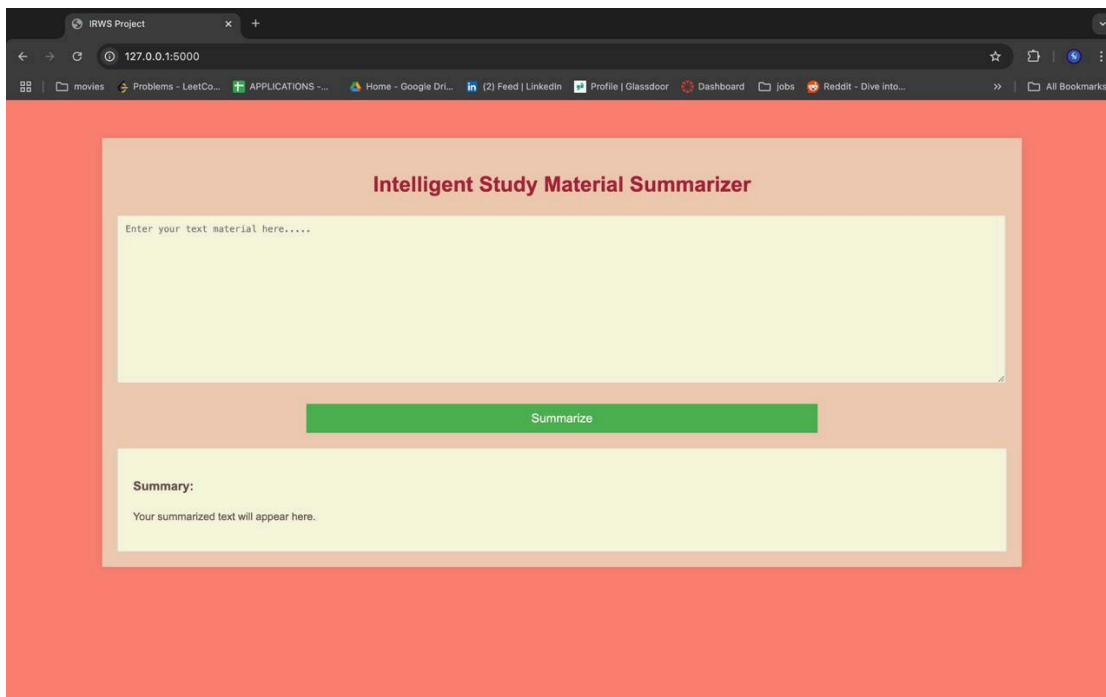 IRWS Project
127.0.0.1:5000
movies Problems - LeetCo... APPLICATIONS -... Home - Google Dri... (2) Feed | LinkedIn Profile | Glassdoor Dashboard jobs Reddit - Dive into... All Bookmarks
Intelligent Study Material Summarizer
Enter your text material here.....
Summarize
Summary:
Your summarized text will appear here.